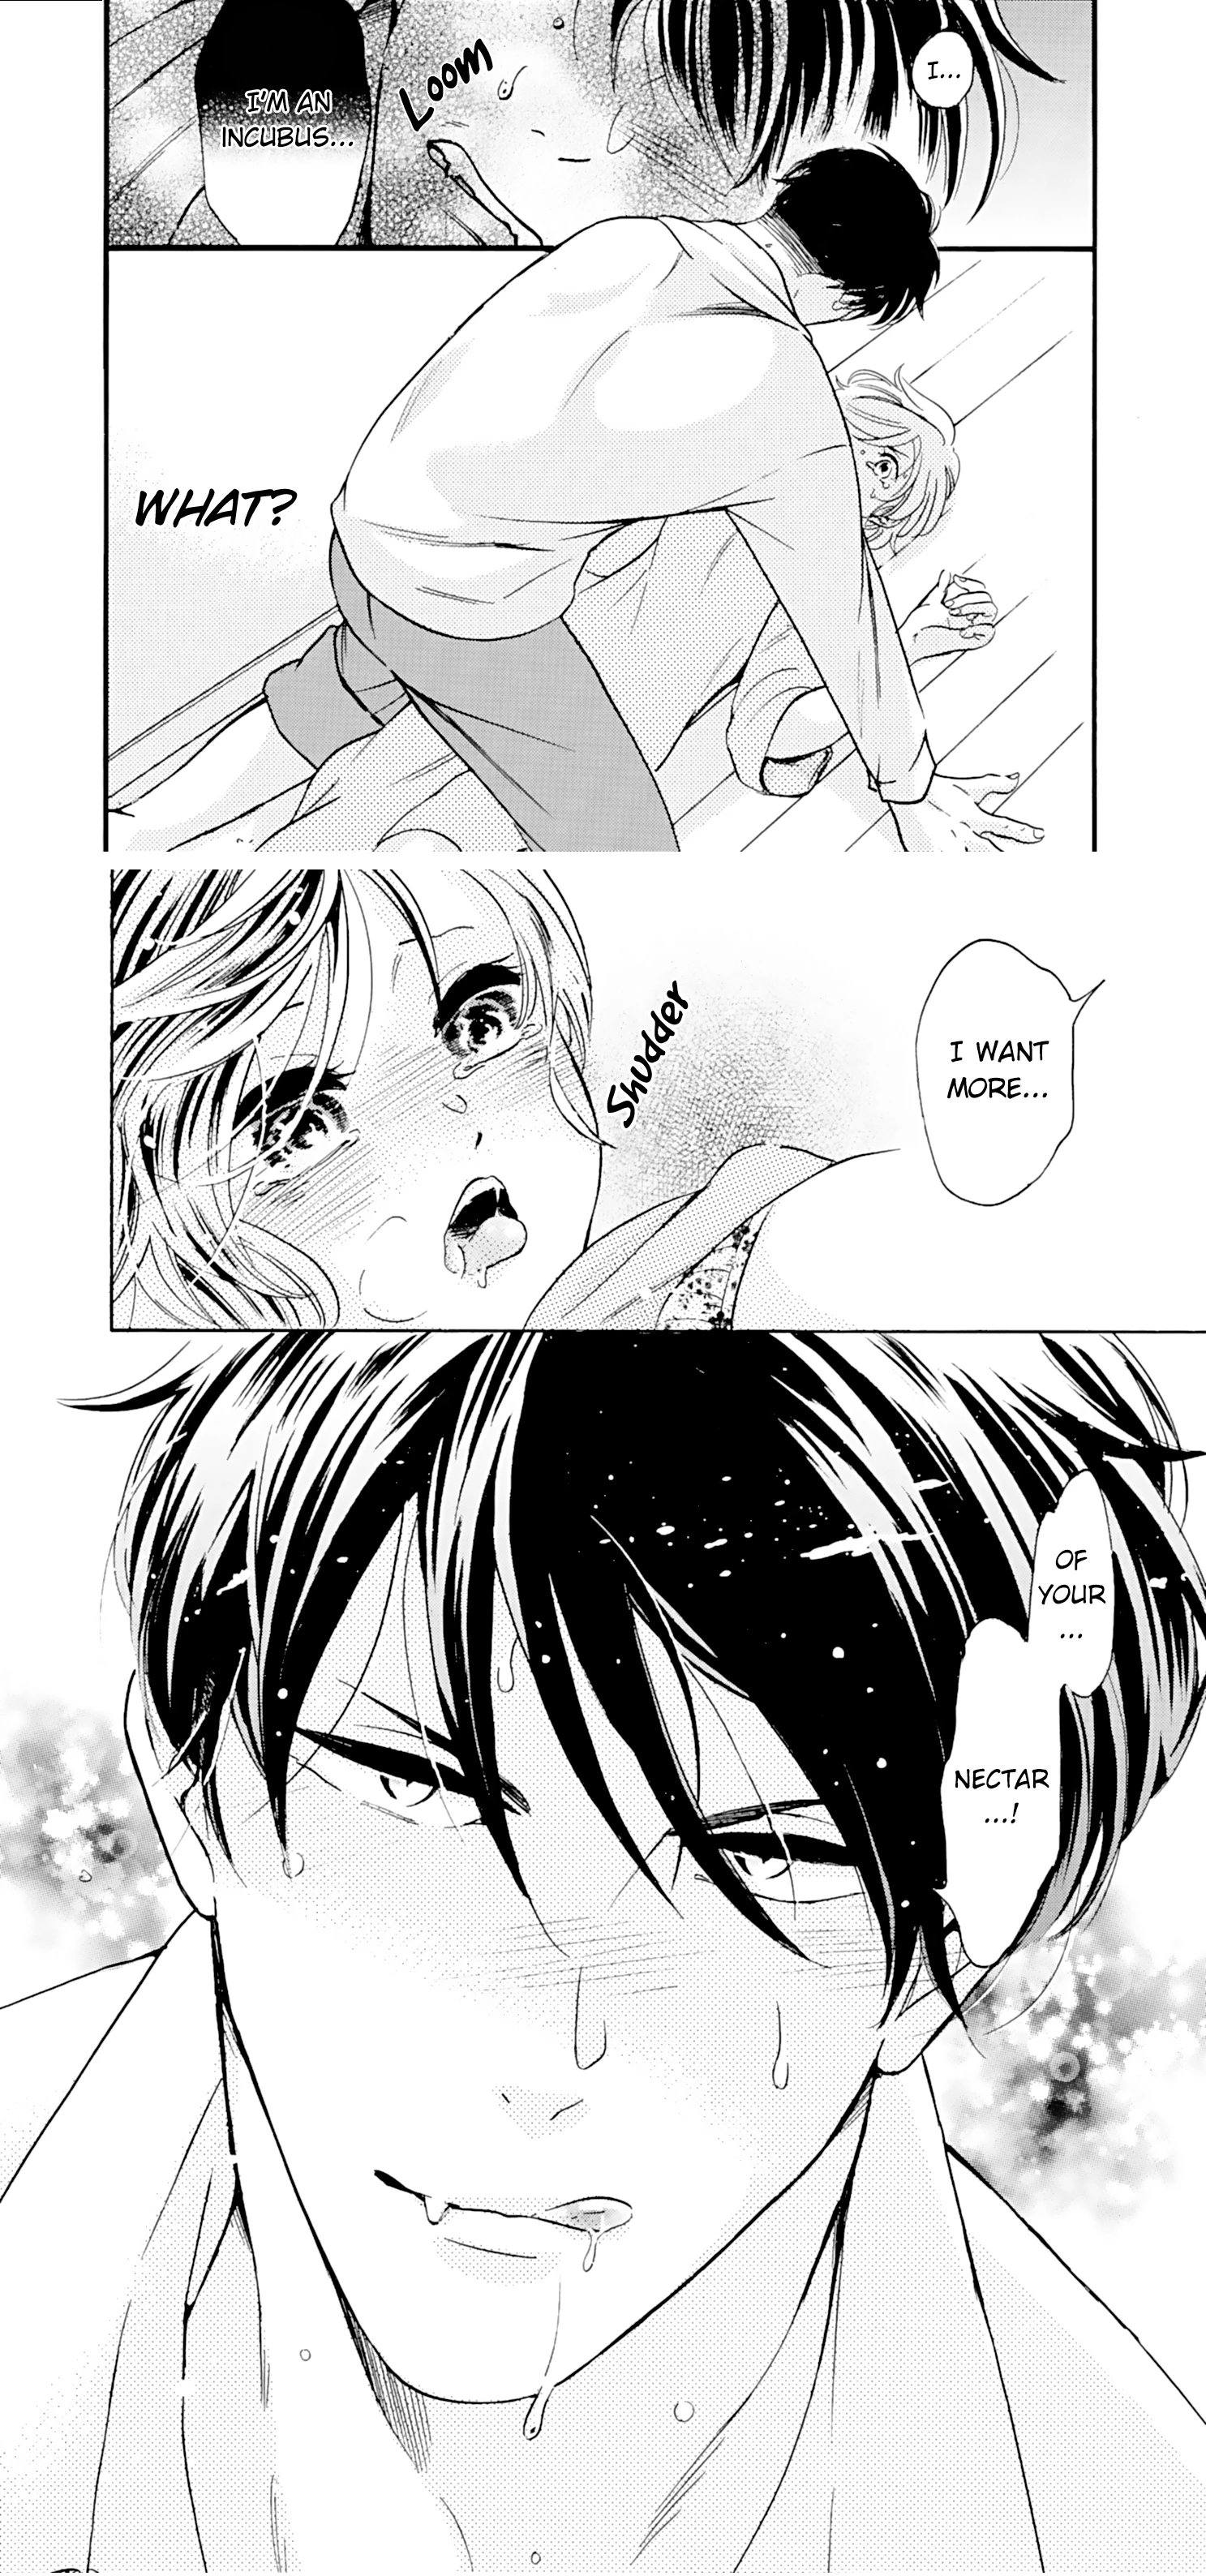 I...
Loom
I'M AN
INCUBUS...
WHAT?
I WANT
MORE...
Shudder
OF
YOUR
...
NECTAR
...!